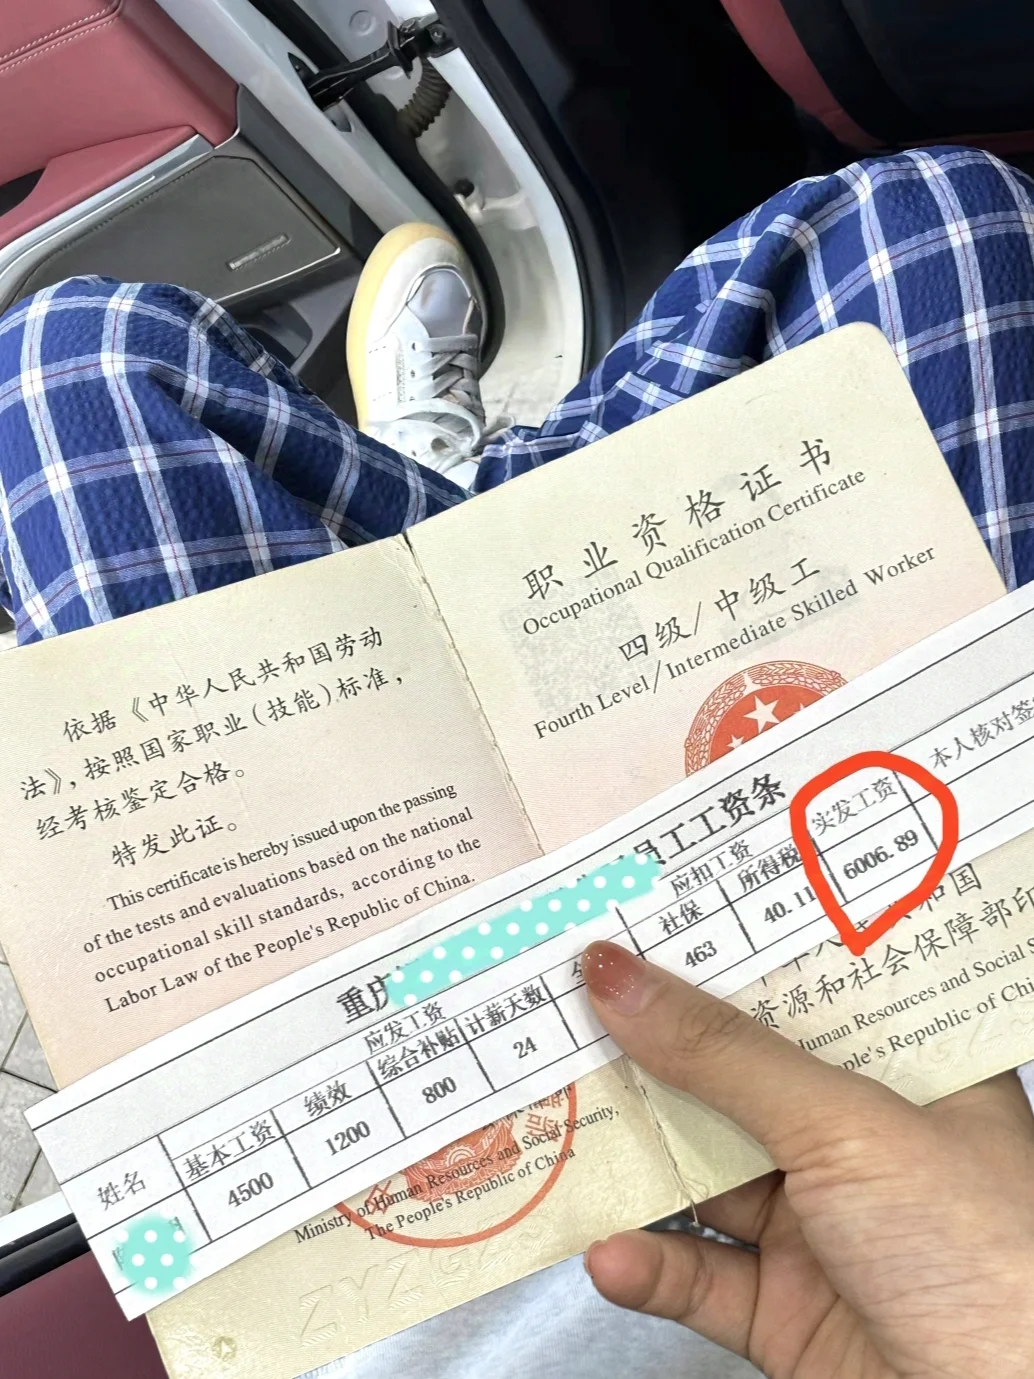 依据《中华人民共和国劳动
法》，按照国家职业（技能）标准，
经考核鉴定合格。
特发此证。
This certificate is hereby issued upon the passing
of the tests and evaluations based on the national
occupational skill standards, according to the
Labor Law of the People's Republic of China.
职业资格证书
Occupational Qualification Certificate
四级/中级工
Fourth Level/Intermediate Skilled Worker
重庆
员工工资条
应发工资
应扣工资
实发工资
本人核对签
姓名
基本工资
绩效
综合补贴
计薪天数
社保
所得税
4500
1200
800
24
463
40.11
6006.89
Ministry of Human Resources and Social Security,
The People's Republic of China
共和国
资源和社会保障部印
Human Resources and Social
People's Republic of
ZYZGZS